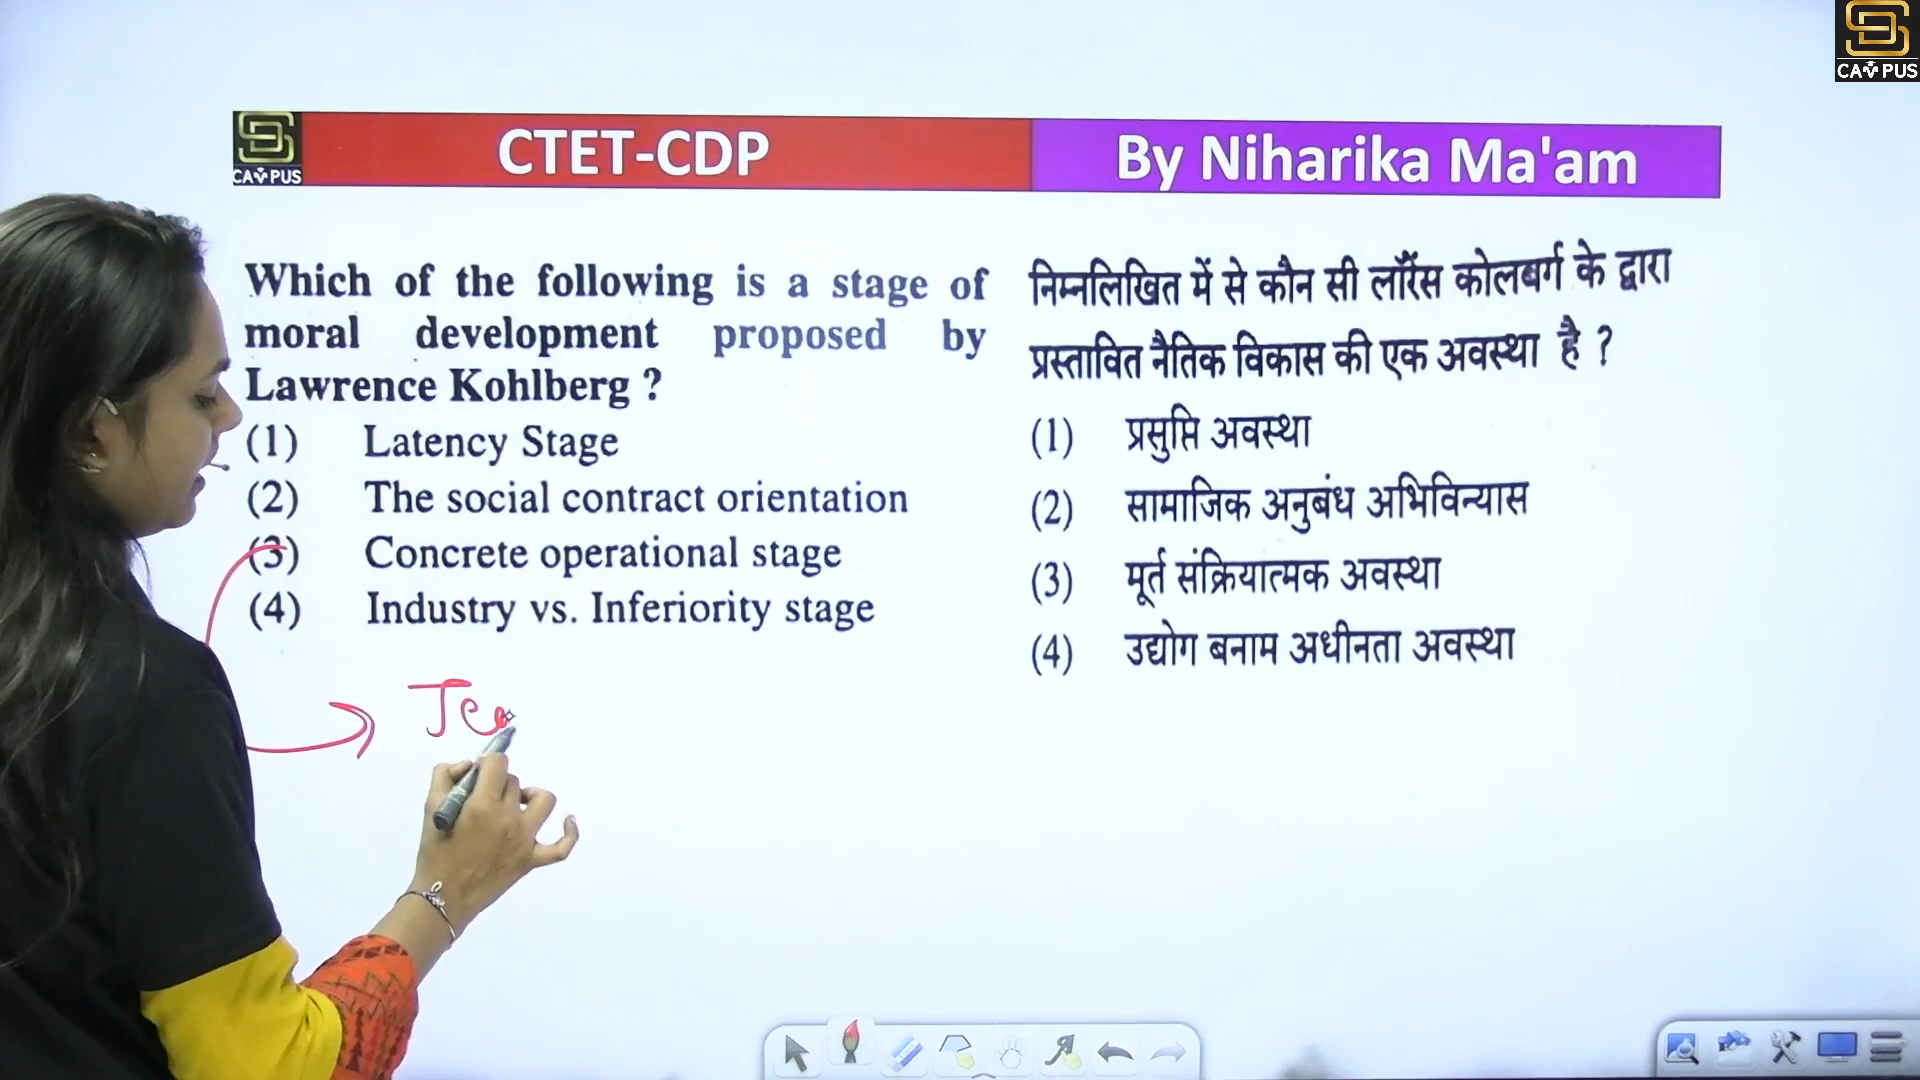 SD CAMPUS
SD CAMPUS
CTET-CDP
By Niharika Ma'am
Which of the following is a stage of
moral development proposed by
Lawrence Kohlberg ?
(1) Latency Stage
(2) The social contract orientation
(3) Concrete operational stage
(4) Industry vs. Inferiority stage
निम्नलिखित में से कौन सी लॉरेंस कोलबर्ग के द्वारा
प्रस्तावित नैतिक विकास की एक अवस्था है ?
(1) प्रसुप्ति अवस्था
(2) सामाजिक अनुबंध अभिविन्यास
(3) मूर्त संक्रियात्मक अवस्था
(4) उद्योग बनाम अधीनता अवस्था